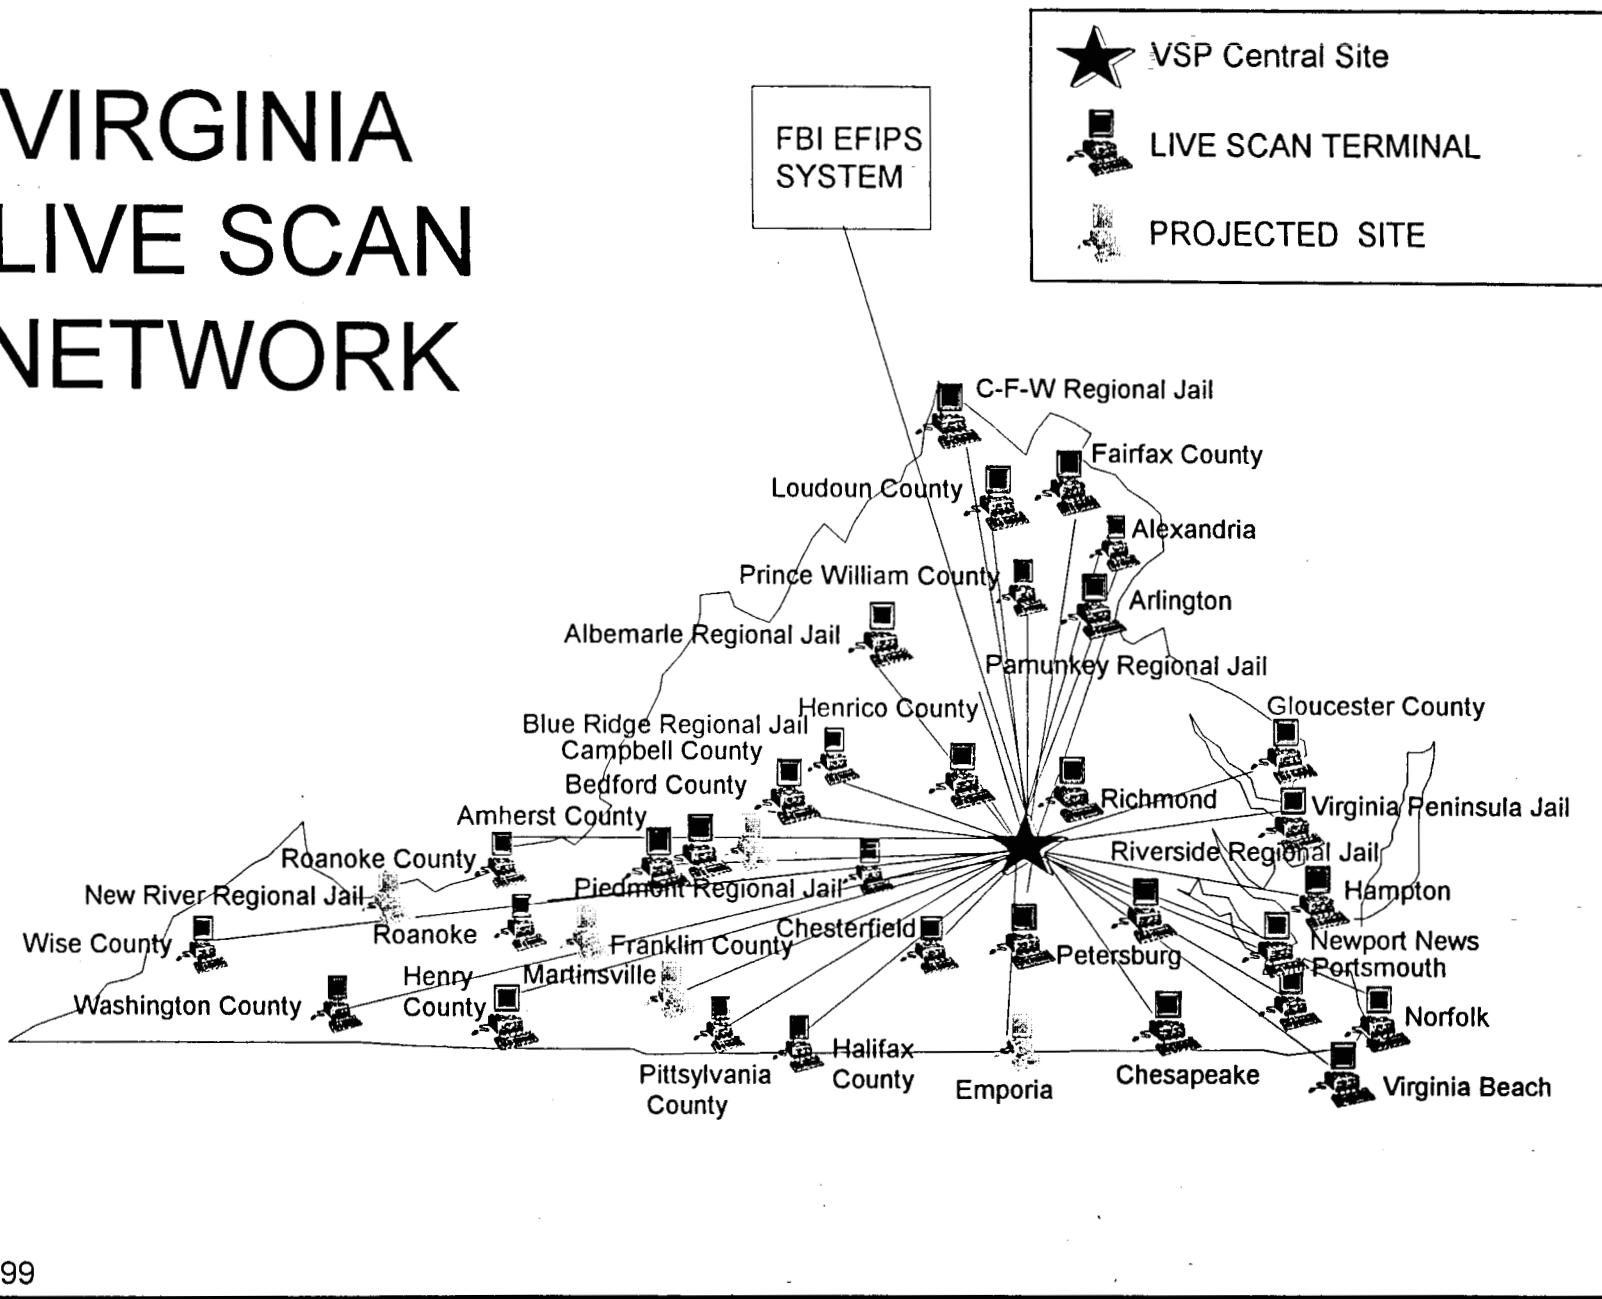 VIRGINIA
LIVE SCAN
NETWORK
VSP Central Site
LIVE SCAN TERMINAL
PROJECTED SITE
FBI EFIPS
SYSTEM
C-F-W Regional Jail
Fairfax County
Loudoun County
Alexandria
Prince William County
Arlington
Albemarle Regional Jail
Pamunkey Regional Jail
Henrico County
Gloucester County
Blue Ridge Regional Jail
Campbell County
Bedford County
Richmond
Virginia Peninsula Jail
Amherst County
Roanoke County
Riverside Regional Jail
New River Regional Jail
Piedmont Regional Jail
Hampton
Wise County
Roanoke
Franklin County
Chesterfield
Petersburg
Newport News
Portsmouth
Henry
County
Martinsville
Washington County
Norfolk
Pittsylvania
County
Halifax
County
Emporia
Chesapeake
Virginia Beach
99